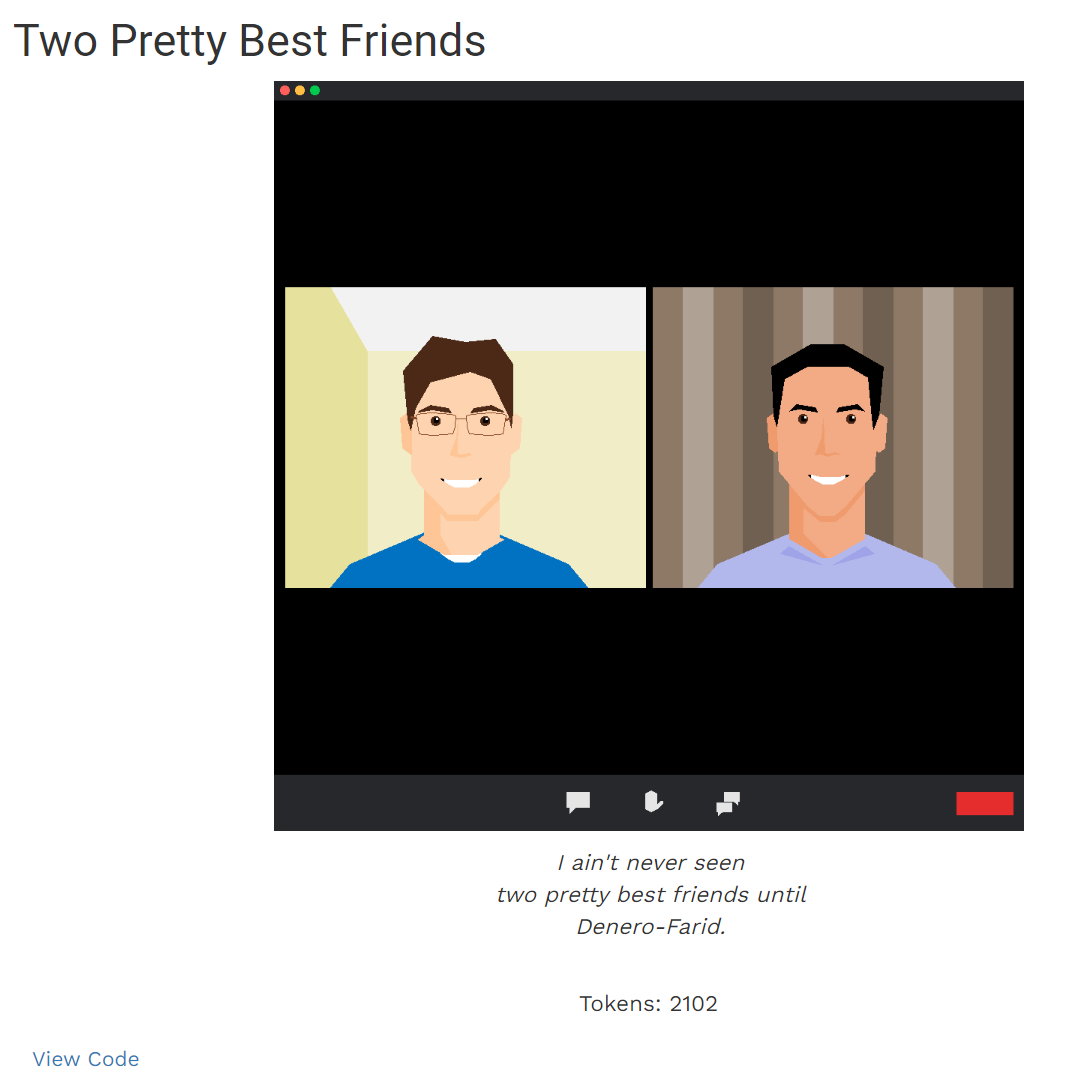 Two Pretty Best Friends
I ain't never seen
two pretty best friends until
Denero-Farid.
Tokens: 2102
View Code